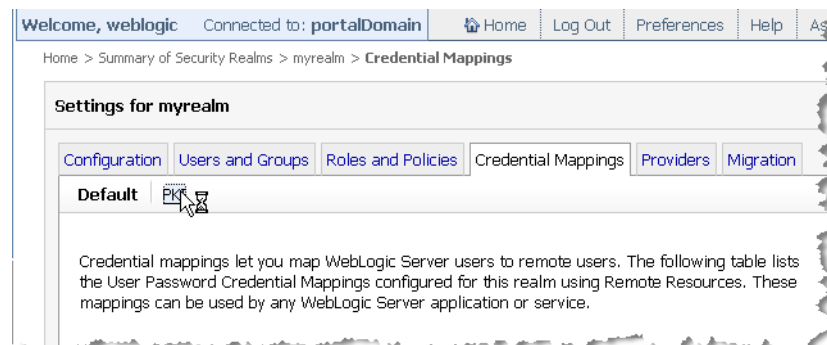 Welcome, weblogic Connected to: portalDomain Home Log Out Preferences Help
Home > Summary of Security Realms > myrealm > Credential Mappings
Settings for myrealm
Configuration Users and Groups Roles and Policies Credential Mappings Providers Migration
Default
Credential mappings let you map WebLogic Server users to remote users. The following table lists
the User Password Credential Mappings configured for this realm using Remote Resources. These
mappings can be used by any WebLogic Server application or service.